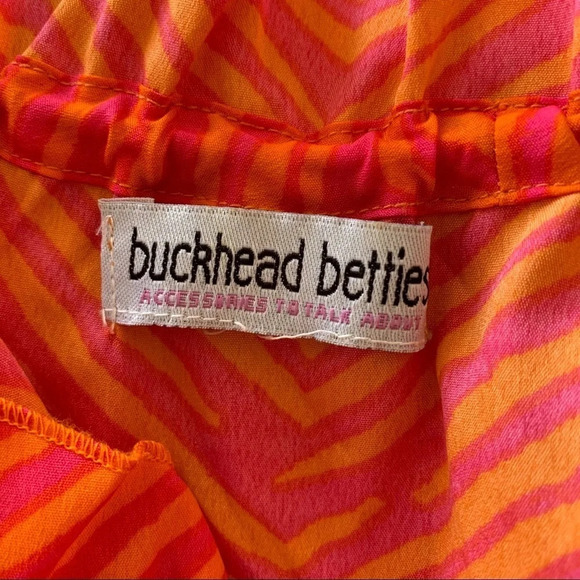 buckhead betties
ACCESSORIES TO TALK ABOUT